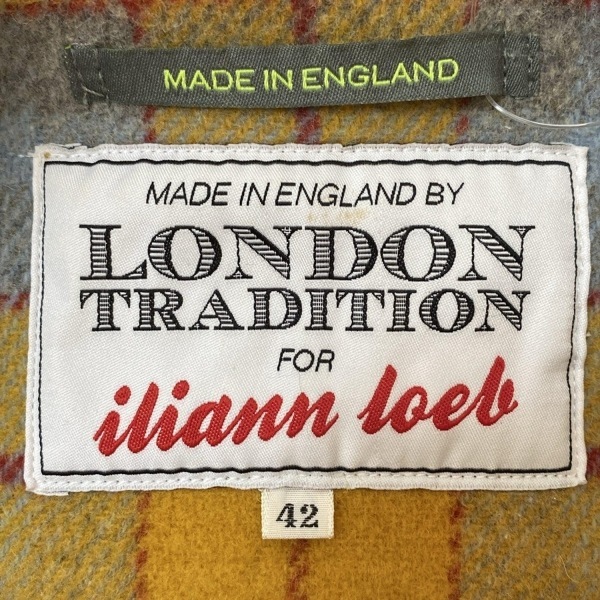 MADE IN ENGLAND
MADE IN ENGLAND BY
LONDON
TRADITION
FOR
iliann loeb
42